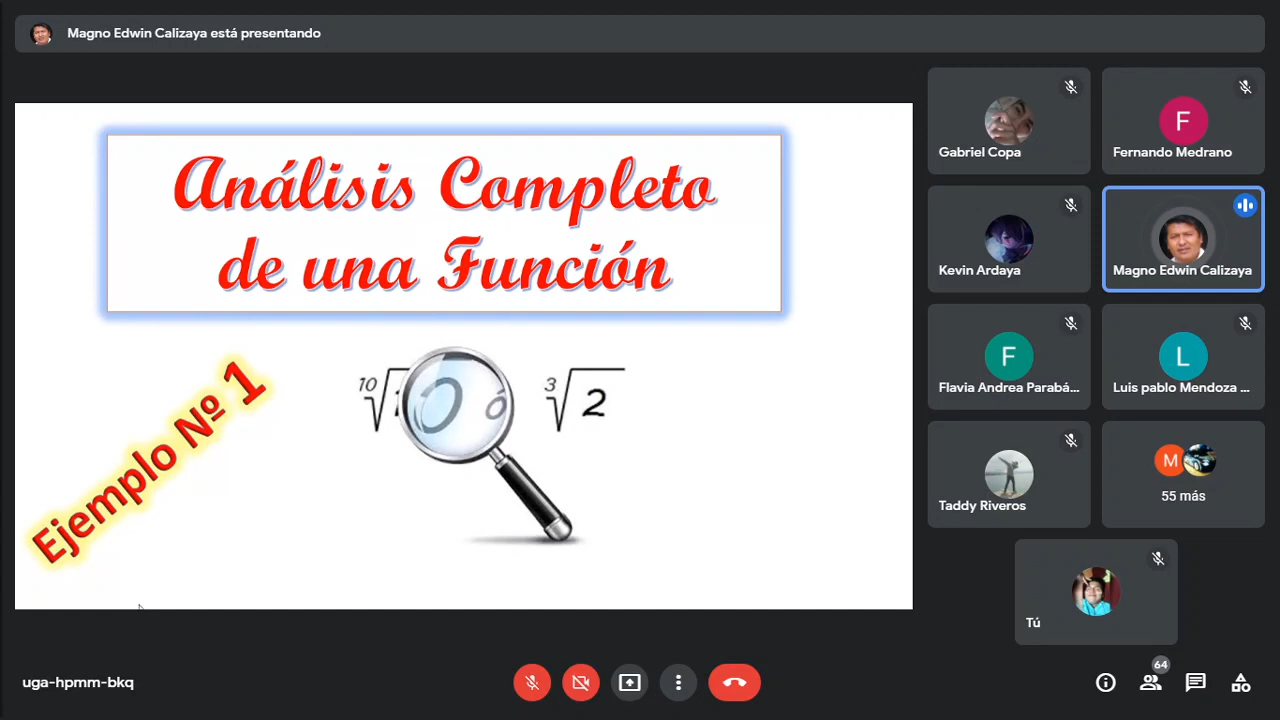 Magno Edwin Calizaya está presentando
Análisis Completo
de una Función
Ejemplo Nº 1
10
0 6
3
2
Gabriel Copa
F
Fernando Medrano
Kevin Ardaya
Magno Edwin Calizaya
F
Flavia Andrea Parabá...
L
Luis pablo Mendoza ...
Taddy Riveros
M
55 más
Tú
uga-hpmm-bkq
64